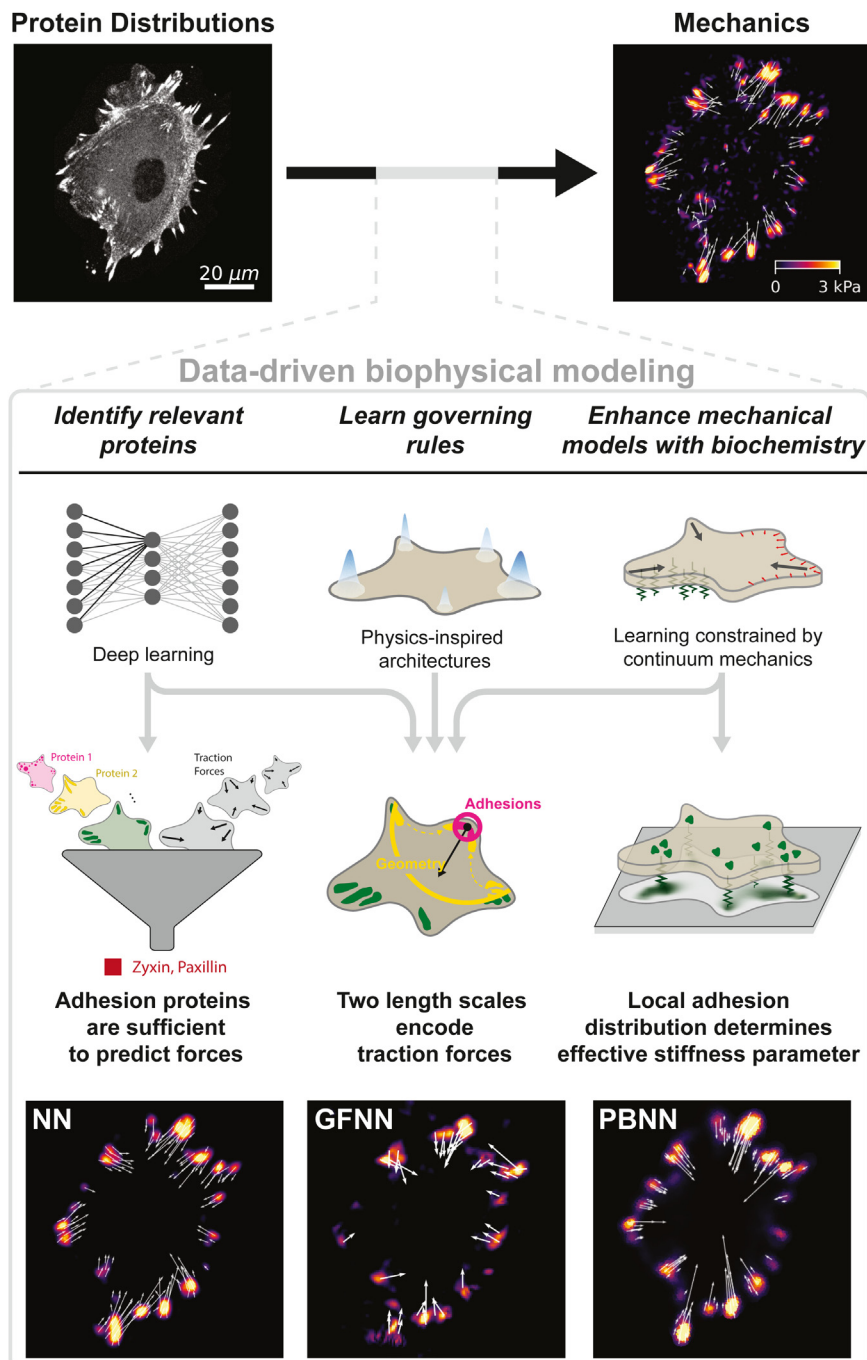 Protein Distributions
Mechanics
20 μm
0
3 kPa
Data-driven biophysical modeling
Identify relevant
proteins
Learn governing
rules
Enhance mechanical
models with biochemistry
Deep learning
Physics-inspired
architectures
Learning constrained by
continuum mechanics
Protein 1
Protein 2
...
Traction
Forces
Zyxin, Paxillin
Adhesions
Geometry
Adhesion proteins
are sufficient
to predict forces
Two length scales
encode
traction forces
Local adhesion
distribution determines
effective stiffness parameter
NN
GFNN
PBNN